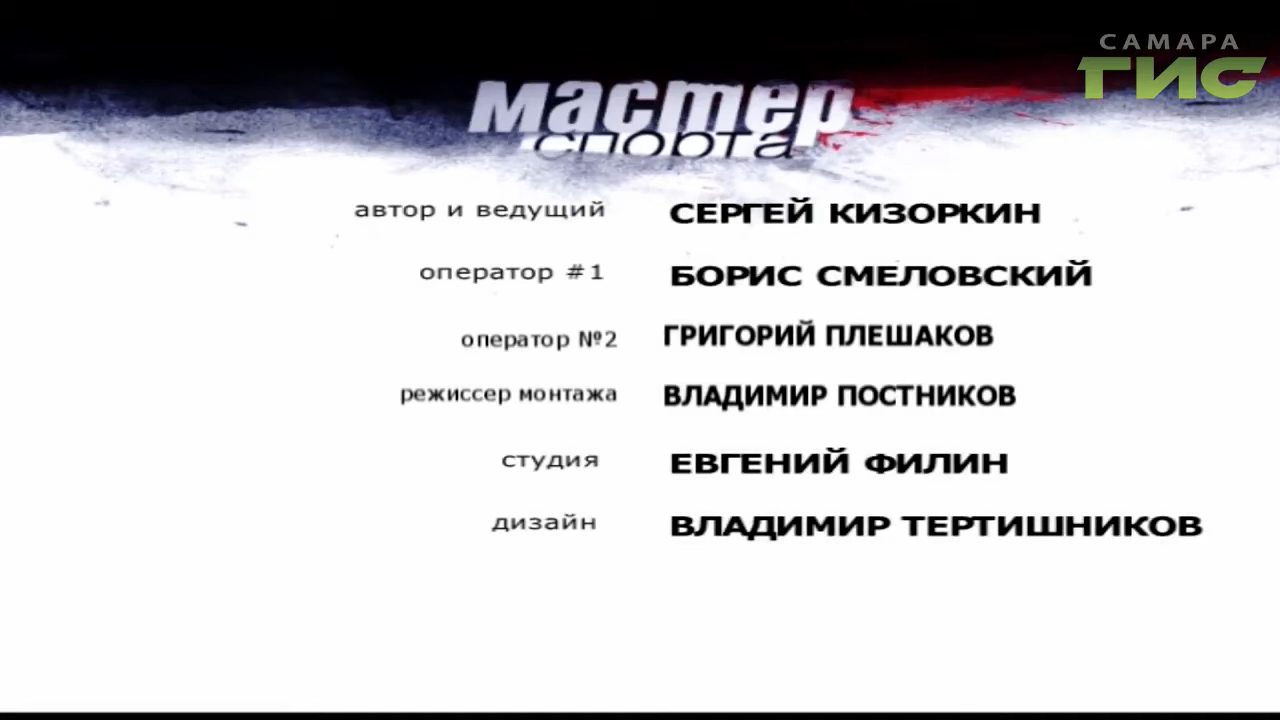 САМАРА
ГИС
мастер
спорта
автор и ведущий СЕРГЕЙ КИЗОРКИН
оператор #1 БОРИС СМЕЛОВСКИЙ
оператор №2 ГРИГОРИЙ ПЛЕШАКОВ
режиссер монтажа ВЛАДИМИР ПОСТНИКОВ
студия ЕВГЕНИЙ ФИЛИН
дизайн ВЛАДИМИР ТЕРТИШНИКОВ